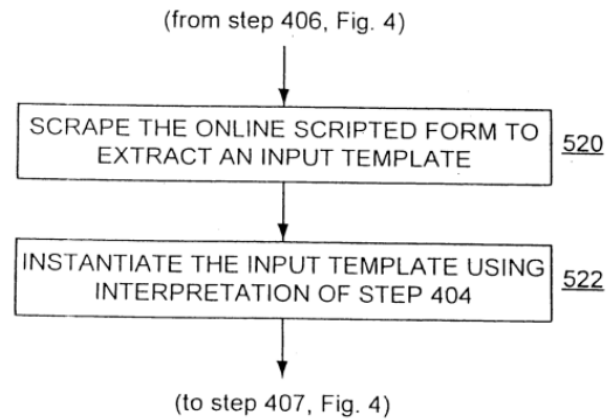 (from step 406, Fig. 4)
SCRAPE THE ONLINE SCRIPTED FORM TO
EXTRACT AN INPUT TEMPLATE
520
INSTANTIATE THE INPUT TEMPLATE USING
INTERPRETATION OF STEP 404
522
(to step 407, Fig. 4)